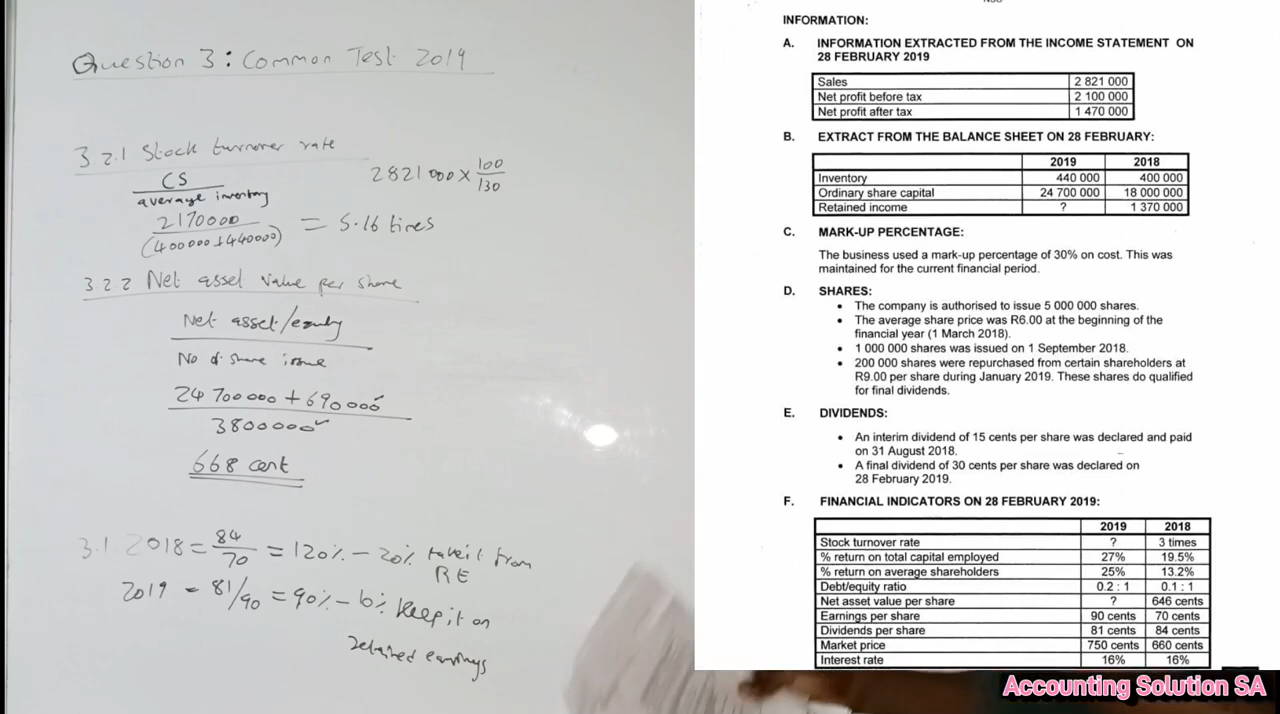 Question 3: Common Test 2019
3.2.1 Stock turnover rate
CS
average inventory
2821 000 × 100
130
2170000
(400000+440000)
= 5.16 times
3.2.2 Net asset value per share
Net asset/equity
No of share issue
24 700000 + 690000
3800000
668 cent
3.1 2018 = 84
70
= 120% - 20% take it from
RE
2019 = 81/90 = 90% - 10% keep it on
retained earnings
INFORMATION:
A. INFORMATION EXTRACTED FROM THE INCOME STATEMENT ON
28 FEBRUARY 2019
Sales 2 821 000
Net profit before tax 2 100 000
Net profit after tax 1 470 000
B. EXTRACT FROM THE BALANCE SHEET ON 28 FEBRUARY:
2019 2018
Inventory 440 000 400 000
Ordinary share capital 24 700 000 18 000 000
Retained income ? 1 370 000
C. MARK-UP PERCENTAGE:
The business used a mark-up percentage of 30% on cost. This was
maintained for the current financial period.
D. SHARES:
• The company is authorised to issue 5 000 000 shares.
• The average share price was R6.00 at the beginning of the
financial year (1 March 2018).
• 1 000 000 shares was issued on 1 September 2018.
• 200 000 shares were repurchased from certain shareholders at
R9.00 per share during January 2019. These shares do qualified
for final dividends.
E. DIVIDENDS:
• An interim dividend of 15 cents per share was declared and paid
on 31 August 2018.
• A final dividend of 30 cents per share was declared on
28 February 2019.
F. FINANCIAL INDICATORS ON 28 FEBRUARY 2019:
2019 2018
Stock turnover rate ? 3 times
% return on total capital employed 27% 19.5%
% return on average shareholders 25% 13.2%
Debt/equity ratio 0.2 : 1 0.1 : 1
Net asset value per share ? 646 cents
Earnings per share 90 cents 70 cents
Dividends per share 81 cents 84 cents
Market price 750 cents 660 cents
Interest rate 16% 16%
Accounting Solution SA